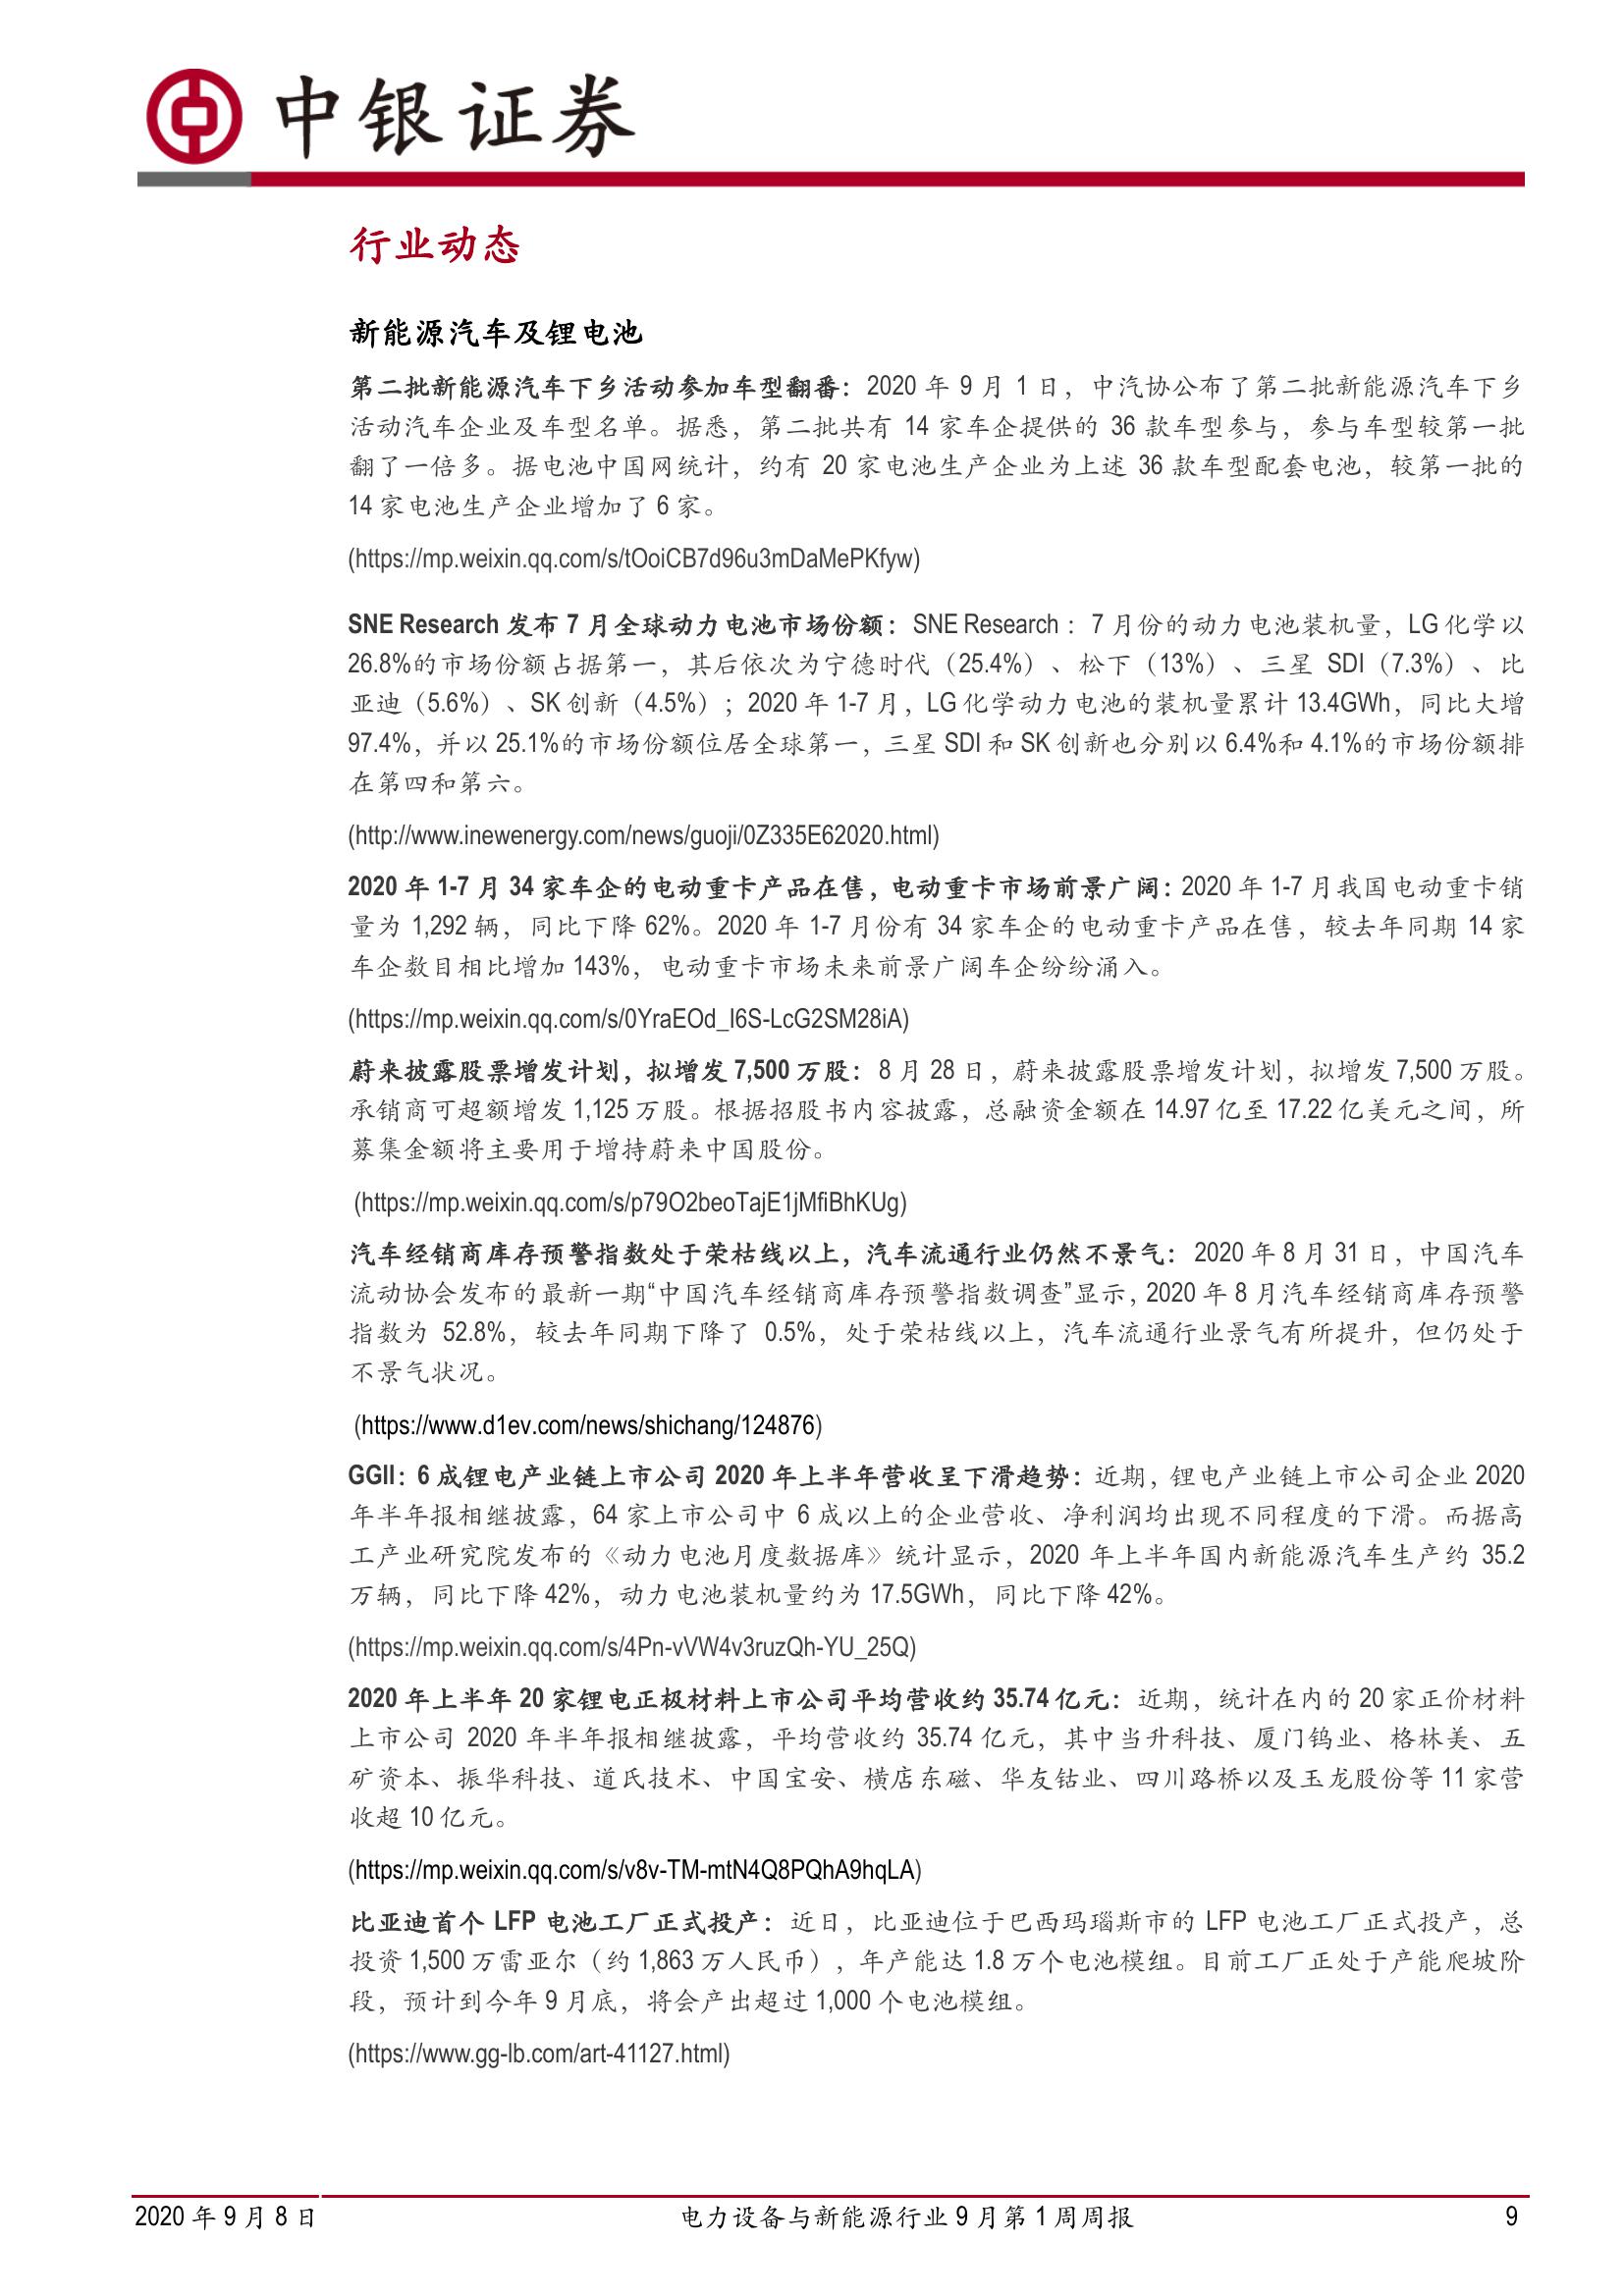 中银证券
行业动态
新能源汽车及锂电池
第二批新能源汽车下乡活动参加车型翻番：2020 年 9 月 1 日，中汽协公布了第二批新能源汽车下乡
活动汽车企业及车型名单。据悉，第二批共有 14 家车企提供的 36 款车型参与，参与车型较第一批
翻了一倍多。据电池中国网统计，约有 20 家电池生产企业为上述 36 款车型配套电池，较第一批的
14 家电池生产企业增加了 6 家。
(https://mp.weixin.qq.com/s/tOoiCB7d96u3mDaMePKfyw)
SNE Research 发布 7 月全球动力电池市场份额：SNE Research：7 月份的动力电池装机量，LG 化学以
26.8%的市场份额占据第一，其后依次为宁德时代（25.4%）、松下（13%）、三星 SDI（7.3%）、比
亚迪（5.6%）、SK 创新（4.5%）；2020 年 1-7 月，LG 化学动力电池的装机量累计 13.4GWh，同比大增
97.4%，并以 25.1%的市场份额位居全球第一，三星 SDI 和 SK 创新也分别以 6.4%和 4.1%的市场份额排
在第四和第六。
(http://www.inewenergy.com/news/guoji/0Z335E62020.html)
2020 年 1-7 月 34 家车企的电动重卡产品在售，电动重卡市场前景广阔：2020 年 1-7 月我国电动重卡销
量为 1,292 辆，同比下降 62%。2020 年 1-7 月份有 34 家车企的电动重卡产品在售，较去年同期 14 家
车企数目相比增加 143%，电动重卡市场未来前景广阔车企纷纷涌入。
(https://mp.weixin.qq.com/s/0YraEOd_I6S-LcG2SM28iA)
蔚来披露股票增发计划，拟增发 7,500 万股：8 月 28 日，蔚来披露股票增发计划，拟增发 7,500 万股。
承销商可超额增发 1,125 万股。根据招股书内容披露，总融资金额在 14.97 亿至 17.22 亿美元之间，所
募集金额将主要用于增持蔚来中国股份。
(https://mp.weixin.qq.com/s/p79O2beoTajE1jMfiBhKUg)
汽车经销商库存预警指数处于荣枯线以上，汽车流通行业仍然不景气：2020 年 8 月 31 日，中国汽车
流动协会发布的最新一期“中国汽车经销商库存预警指数调查”显示，2020 年 8 月汽车经销商库存预警
指数为 52.8%，较去年同期下降了 0.5%，处于荣枯线以上，汽车流通行业景气有所提升，但仍处于
不景气状况。
(https://www.d1ev.com/news/shichang/124876)
GGII：6 成锂电产业链上市公司 2020 年上半年营收呈下滑趋势：近期，锂电产业链上市公司企业 2020
年半年报相继披露，64 家上市公司中 6 成以上的企业营收、净利润均出现不同程度的下滑。而据高
工产业研究院发布的《动力电池月度数据库》统计显示，2020 年上半年国内新能源汽车生产约 35.2
万辆，同比下降 42%，动力电池装机量约为 17.5GWh，同比下降 42%。
(https://mp.weixin.qq.com/s/4Pn-vVW4v3ruzQh-YU_25Q)
2020 年上半年 20 家锂电正极材料上市公司平均营收约 35.74 亿元：近期，统计在内的 20 家正价材料
上市公司 2020 年半年报相继披露，平均营收约 35.74 亿元，其中当升科技、厦门钨业、格林美、五
矿资本、振华科技、道氏技术、中国宝安、横店东磁、华友钴业、四川路桥以及玉龙股份等 11 家营
收超 10 亿元。
(https://mp.weixin.qq.com/s/v8v-TM-mtN4Q8PQhA9hqLA)
比亚迪首个 LFP 电池工厂正式投产：近日，比亚迪位于巴西玛瑙斯市的 LFP 电池工厂正式投产，总
投资 1,500 万雷亚尔（约 1,863 万人民币），年产能达 1.8 万个电池模组。目前工厂正处于产能爬坡阶
段，预计到今年 9 月底，将会产出超过 1,000 个电池模组。
(https://www.gg-lb.com/art-41127.html)
2020 年 9 月 8 日
电力设备与新能源行业 9 月第 1 周周报
9